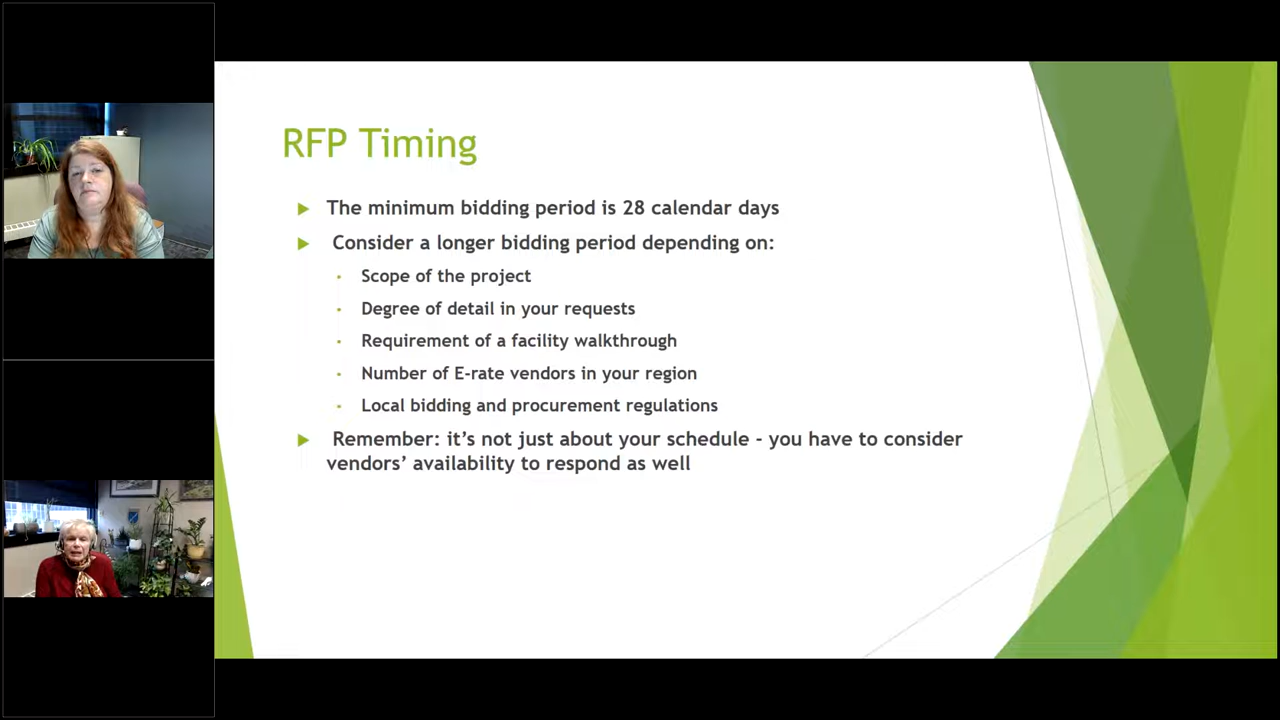 RFP Timing
The minimum bidding period is 28 calendar days
Consider a longer bidding period depending on:
Scope of the project
Degree of detail in your requests
Requirement of a facility walkthrough
Number of E-rate vendors in your region
Local bidding and procurement regulations
Remember: it’s not just about your schedule - you have to consider
vendors’ availability to respond as well